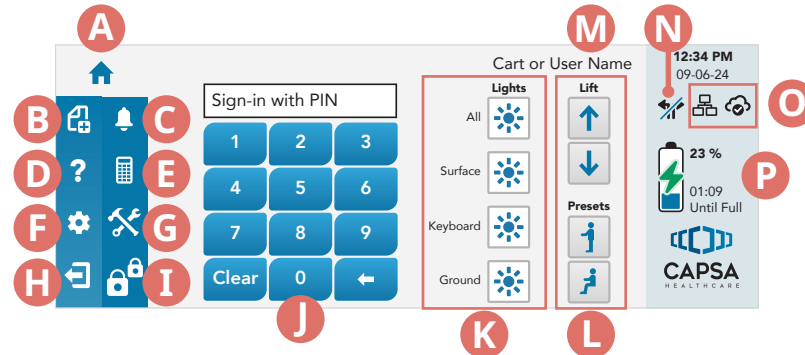 A
M
N
Cart or User Name
12:34 PM
09-06-24
O
B
C
Sign-in with PIN
Lights
Lift
All
1 2 3
D
?
E
4 5 6
Surface
23 %
P
01:09
Until Full
F
G
7 8 9
Keyboard
Presets
H
I
Clear 0
Ground
CAPSA
HEALTHCARE
J
K
L